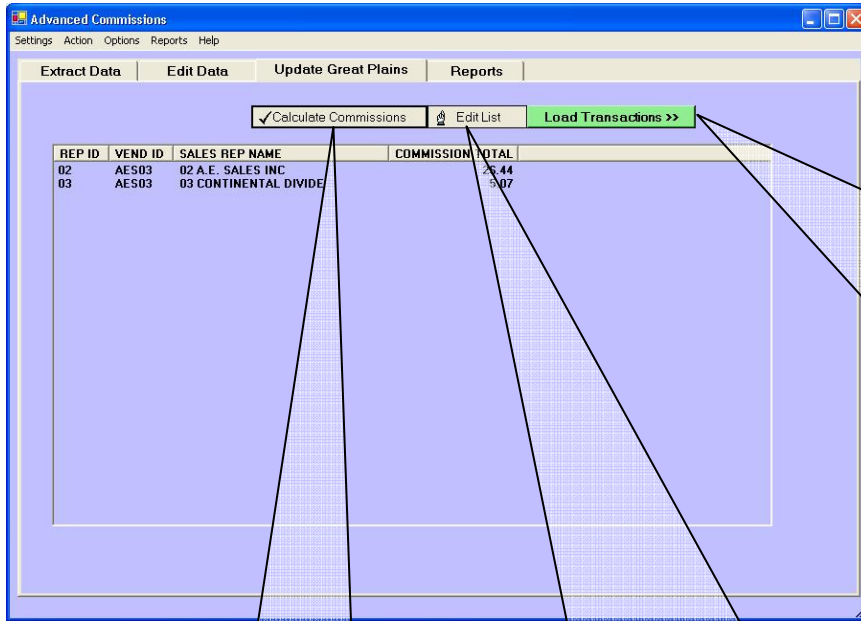 Advanced Commissions
Settings Action Options Reports Help
Extract Data Edit Data Update Great Plains Reports
Calculate Commissions Edit List Load Transactions >>
REP ID VEND ID SALES REP NAME COMMISSION TOTAL
02 AES03 02 A.E. SALES INC 26.44
03 AES03 03 CONTINENTAL DIVIDE 5.07